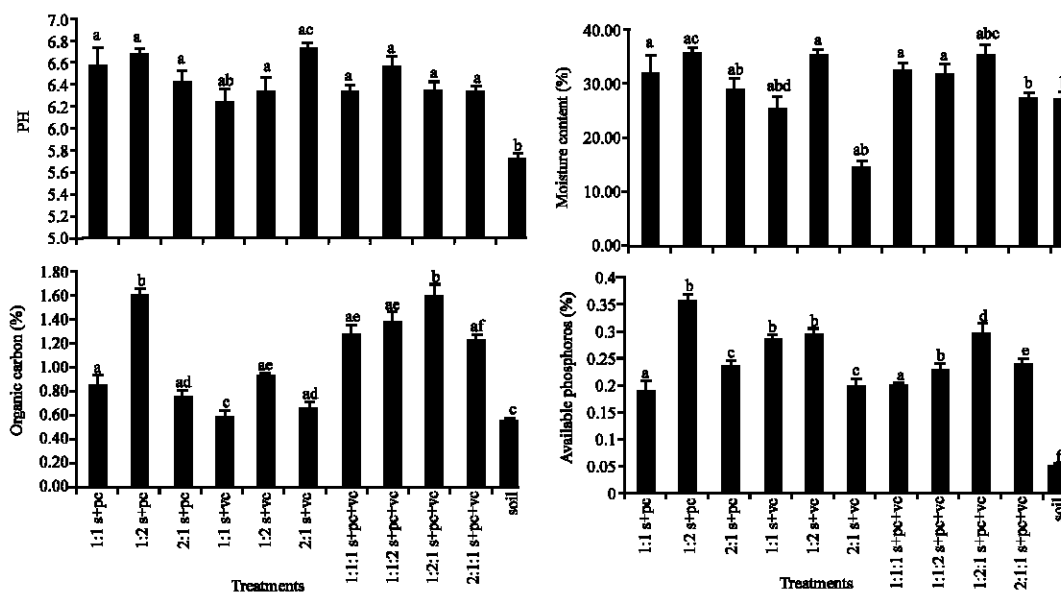 PH
7.0
6.8
6.6
6.4
6.2
6.0
5.8
5.6
5.4
5.2
5.0
a
a
a
ab
a
ac
a
a
a
a
b
Moisture content (%)
40.00
30.00
20.00
10.00
0.00
a
ac
ab
abd
a
ab
a
a
abc
b
Organic carbon (%)
1.80
1.60
1.40
1.20
1.00
0.80
0.60
0.40
0.20
0.00
a
b
ad
c
ae
ad
ae
ae
b
af
c
1:1 s+pc
1:2 s+pc
2:1 s+pc
1:1 s+vc
1:2 s+vc
2:1 s+vc
1:1:1 s+pc+vc
1:1:2 s+pc+vc
1:2:1 s+pc+vc
2:1:1 s+pc+vc
soil
Treatments
Available phosphoros (%)
0.4
0.35
0.3
0.25
0.2
0.15
0.1
0.05
0
a
b
c
b
b
c
a
b
d
e
f
1:1 s+pc
1:2 s+pc
2:1 s+pc
1:1 s+vc
1:2 s+vc
2:1 s+vc
1:1:1 s+pc+vc
1:1:2 s+pc+vc
1:2:1 s+pc+vc
2:1:1 s+pc+vc
soil
Treatments